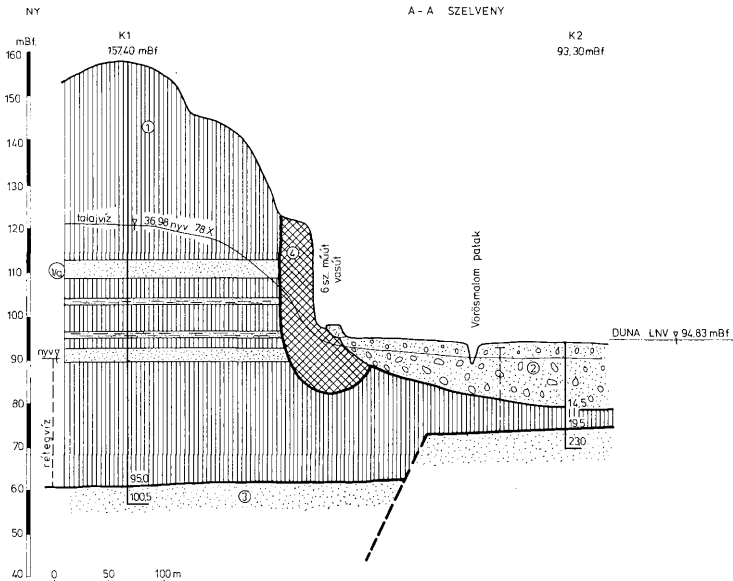 NY
A - A SZELVENY
mBf.
K1
157,40 mBf
K2
93,30 mBf
160
150
140
130
120
110
100
90
80
70
60
50
40
1
talajvíz
36,98 nyv 78 X
4
6 sz. műút
vasút
Vörösmalom patak
DUNA LNV 94.83 mBf
1/a
nyv
rétegvíz
2
14,5
19,5
23,0
95,0
100,5
3
0 50 100 m